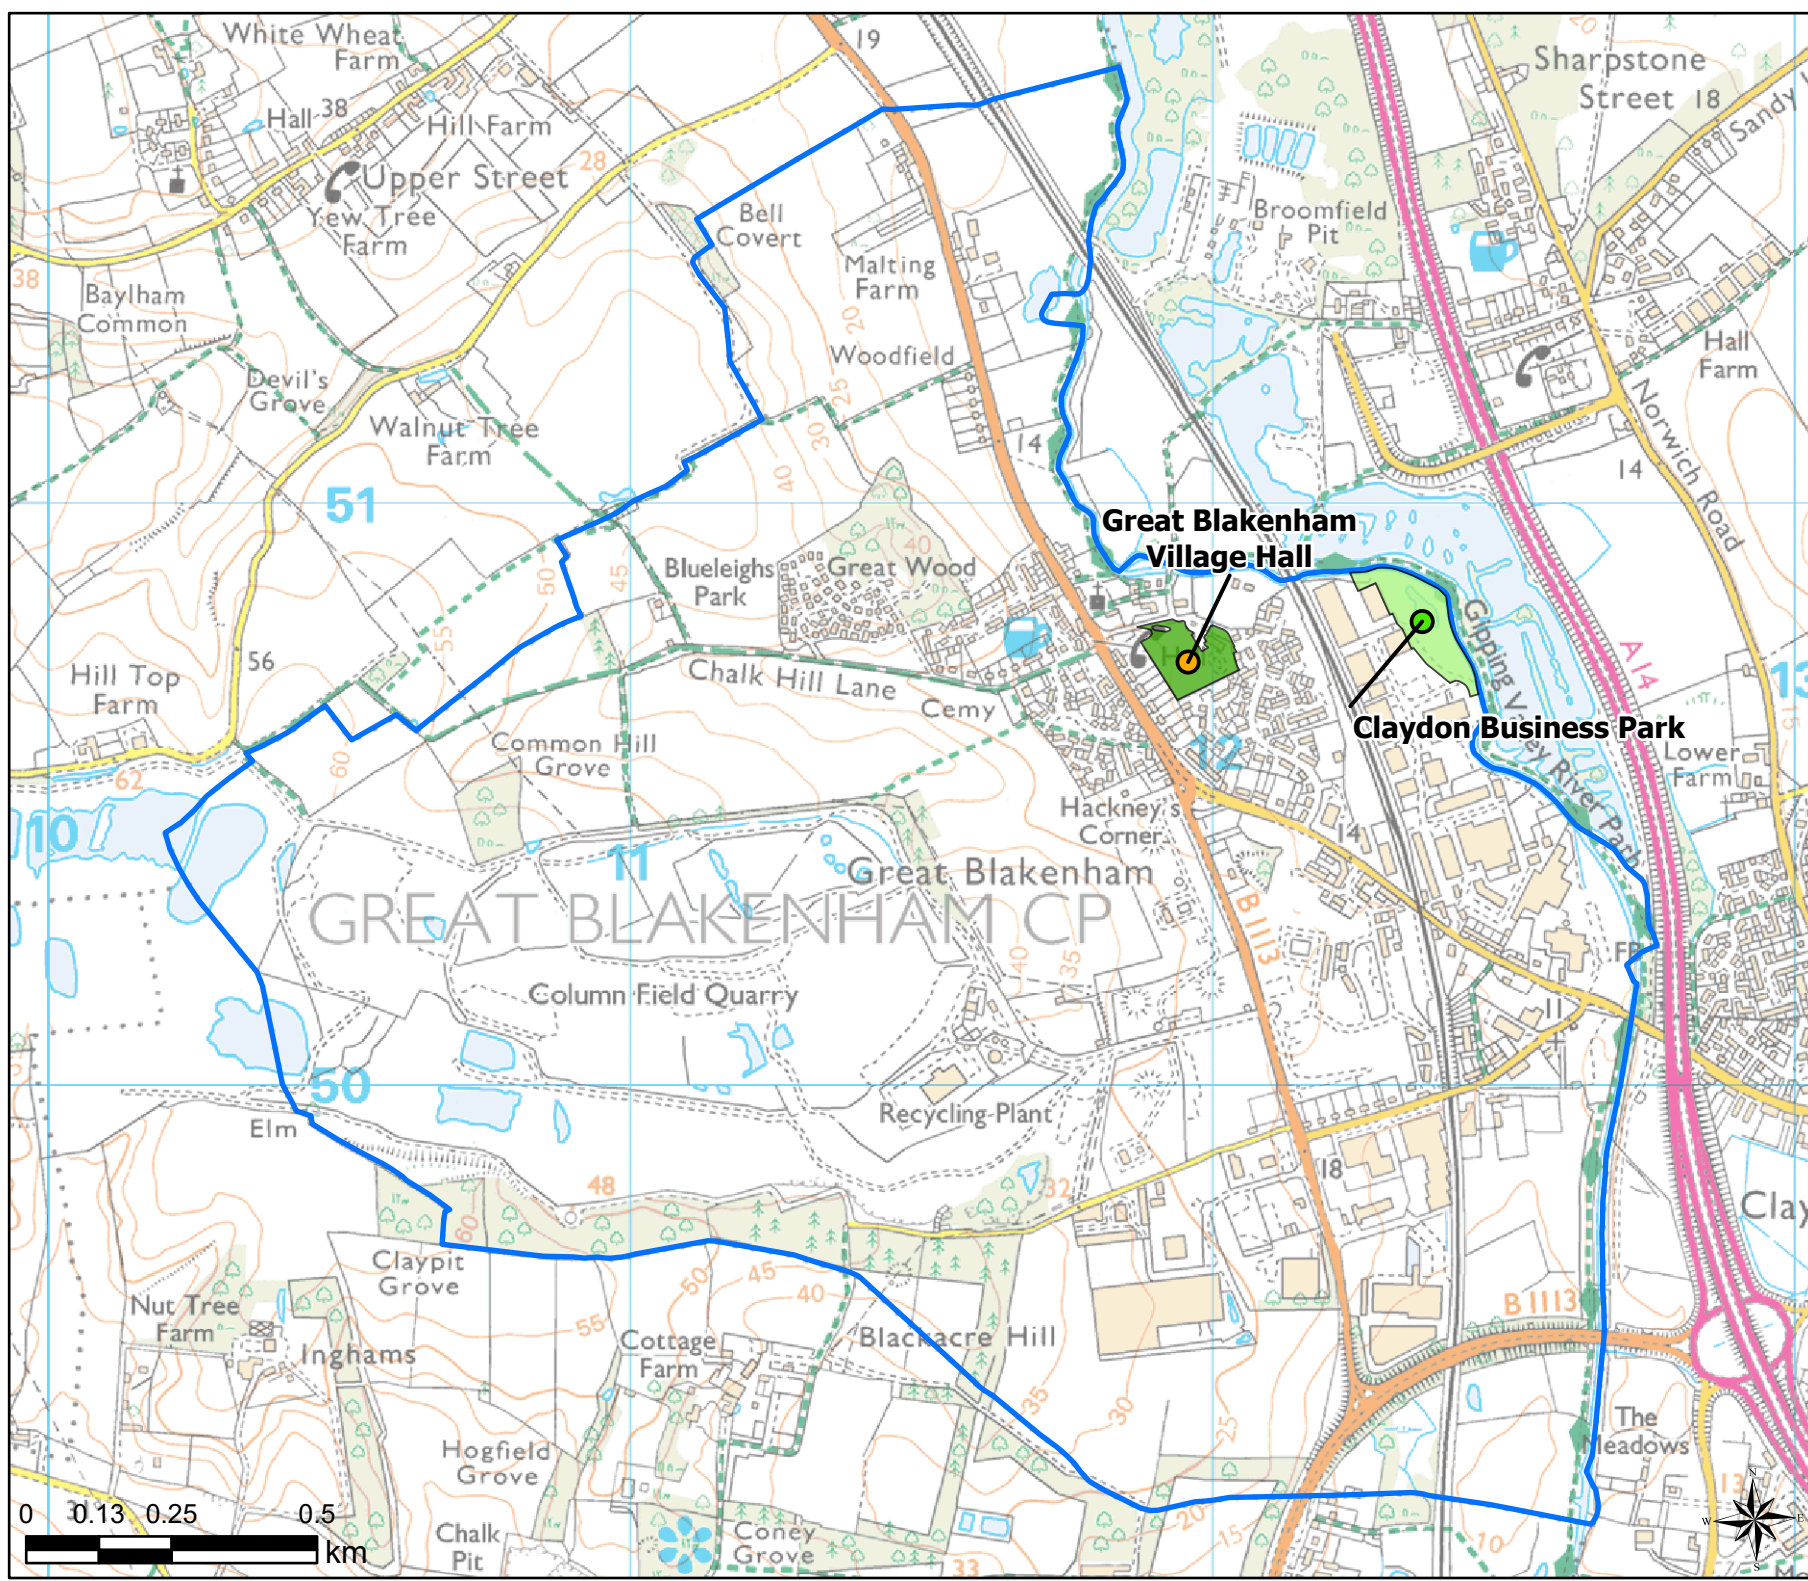 White Wheat
Farm
19
Sharpstone
Street 18
Sandy
20
Hall 38
Hill Farm
28
Upper Street
Yew Tree
Farm
Bell
Covert
Broomfield
Pit
38
Baylham
Common
Malting
Farm
20
Woodfield
Hall
Farm
Devil's
Grove
25
Walnut Tree
Farm
30
14
40
14
Norwich Road
51
Great Blakenham
Village Hall
50
45
Blueleighs
Park
40
Great Wood
55
56
Hill Top
Farm
Chalk Hill Lane
Cemy
Gipping Valley River Path
A14
13
15
Claydon Business Park
12
Common Hill
Grove
60
62
Lower
Farm
10
11
Hackney's
Corner
14
Great Blakenham
GREAT BLAKENHAM CP
B1113
FB
40
35
Column Field Quarry
11
50
Elm
Recycling Plant
18
48
32
60
Clay
Claypit
Grove
50
45
40
Nut Tree
Farm
55
B1113
Inghams
Cottage
Farm
Blackacre Hill
35
30
25
The
Meadows
Hogfield
Grove
13
N
W
E
S
0 0.13 0.25 0.5
km
Chalk
Pit
Coney
Grove
20
15
10
33